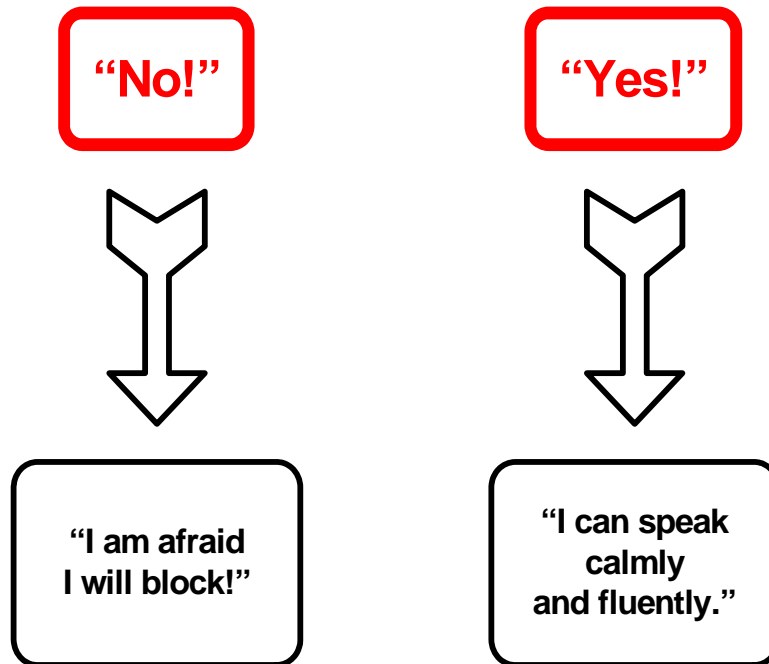 “No!”
“Yes!”
“I am afraid
I will block!”
“I can speak
calmly
and fluently.”